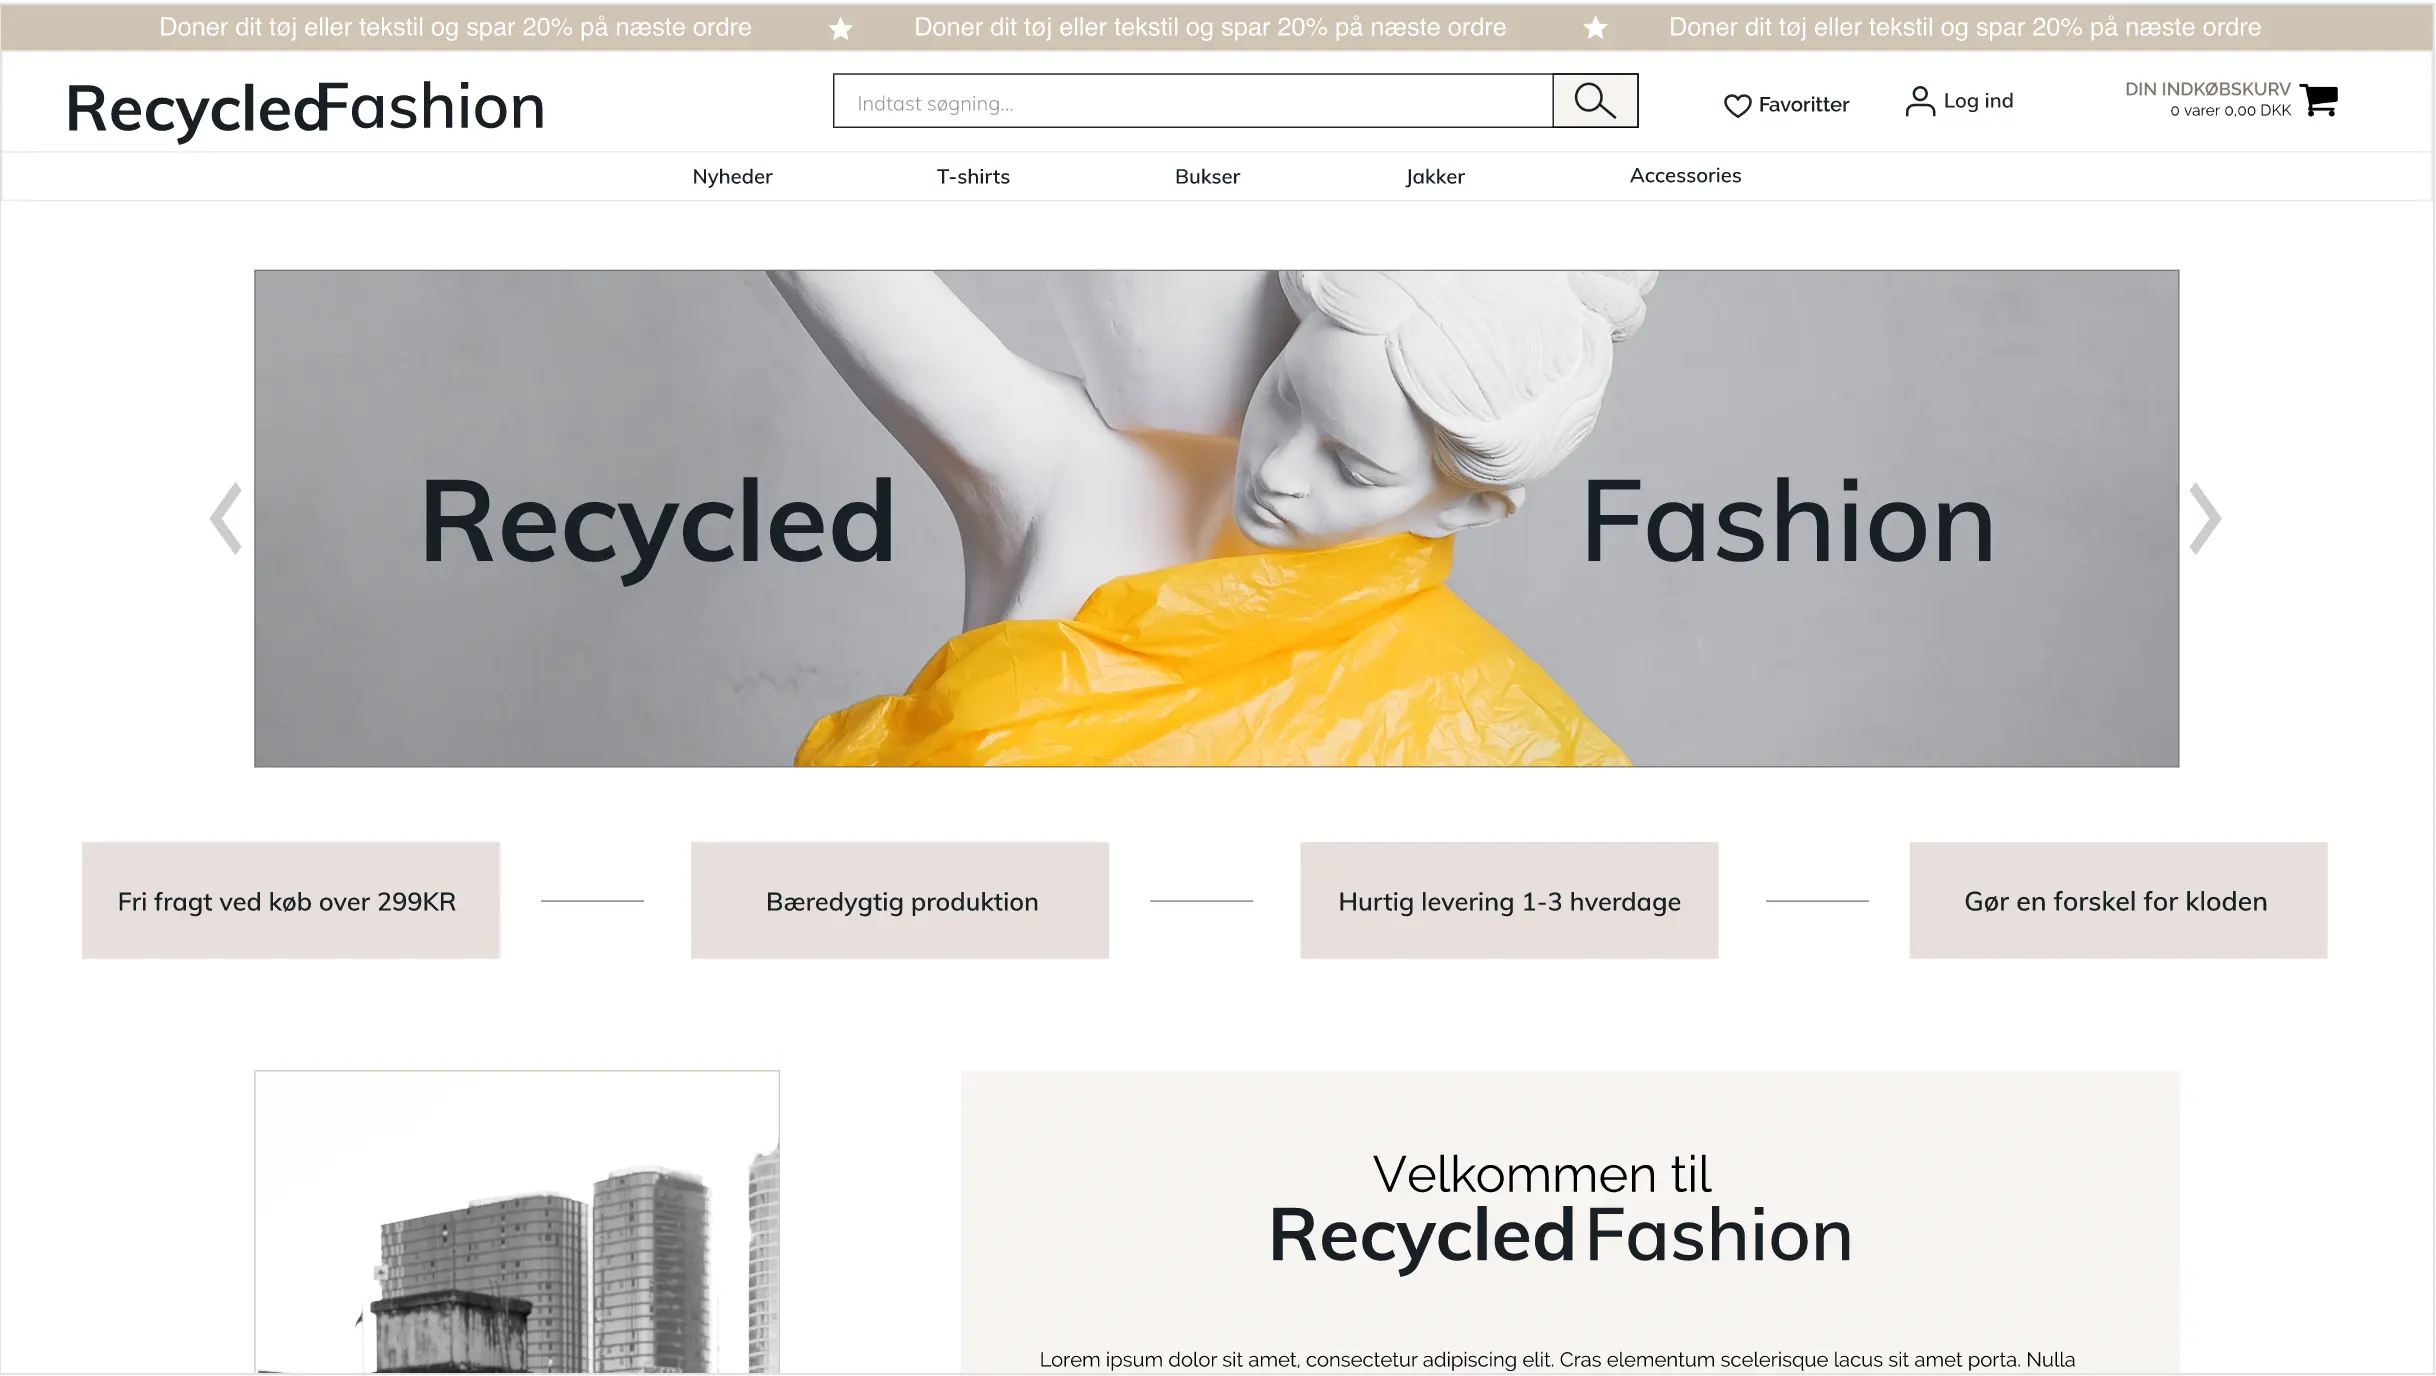 Doner dit tøj eller tekstil og spar 20% på næste ordre
Doner dit tøj eller tekstil og spar 20% på næste ordre
Doner dit tøj eller tekstil og spar 20% på næste ordre
RecycledFashion
Indtast søgning...
Favoritter
Log ind
DIN INDKØBSKURV
0 varer 0,00 DKK
Nyheder
T-shirts
Bukser
Jakker
Accessories
Recycled
Fashion
Fri fragt ved køb over 299KR
Bæredygtig produktion
Hurtig levering 1-3 hverdage
Gør en forskel for kloden
Velkommen til
Recycled Fashion
Lorem ipsum dolor sit amet, consectetur adipiscing elit. Cras elementum scelerisque lacus sit amet porta. Nulla